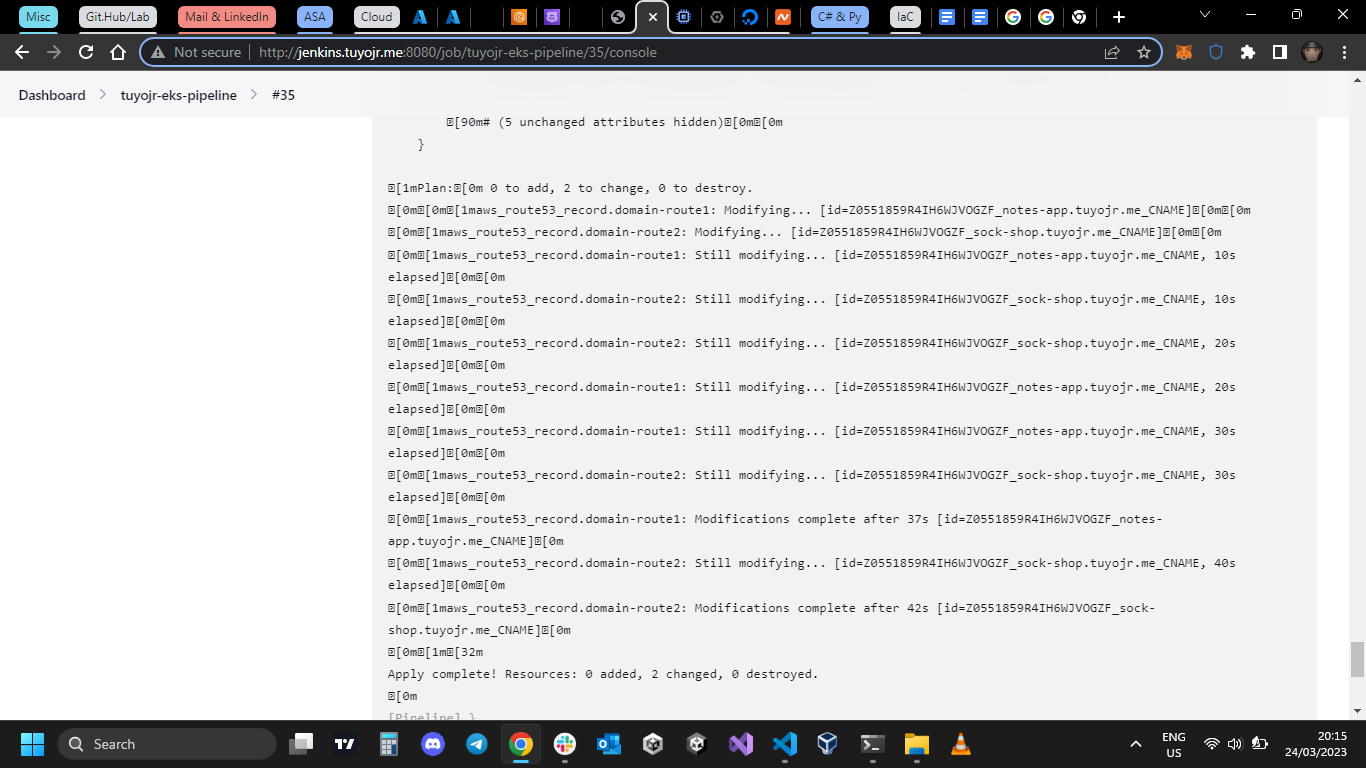 Misc
Git.Hub/Lab
Mail & LinkedIn
ASA
Cloud
C# & Py
IaC
Not secure
http://jenkins.tuyojr.me:8080/job/tuyojr-eks-pipeline/35/console
Dashboard
tuyojr-eks-pipeline
#35
[90m# (5 unchanged attributes hidden)[0m[0m
}
[1mPlan:[0m 0 to add, 2 to change, 0 to destroy.
[0m[0m[1maws_route53_record.domain-route1: Modifying... [id=Z0551859R4IH6WJVOGZF_notes-app.tuyojr.me_CNAME][0m[0m
[0m[1maws_route53_record.domain-route2: Modifying... [id=Z0551859R4IH6WJVOGZF_sock-shop.tuyojr.me_CNAME][0m[0m
[0m[1maws_route53_record.domain-route1: Still modifying... [id=Z0551859R4IH6WJVOGZF_notes-app.tuyojr.me_CNAME, 10s
elapsed][0m[0m
[0m[1maws_route53_record.domain-route2: Still modifying... [id=Z0551859R4IH6WJVOGZF_sock-shop.tuyojr.me_CNAME, 10s
elapsed][0m[0m
[0m[1maws_route53_record.domain-route2: Still modifying... [id=Z0551859R4IH6WJVOGZF_sock-shop.tuyojr.me_CNAME, 20s
elapsed][0m[0m
[0m[1maws_route53_record.domain-route1: Still modifying... [id=Z0551859R4IH6WJVOGZF_notes-app.tuyojr.me_CNAME, 20s
elapsed][0m[0m
[0m[1maws_route53_record.domain-route1: Still modifying... [id=Z0551859R4IH6WJVOGZF_notes-app.tuyojr.me_CNAME, 30s
elapsed][0m[0m
[0m[1maws_route53_record.domain-route2: Still modifying... [id=Z0551859R4IH6WJVOGZF_sock-shop.tuyojr.me_CNAME, 30s
elapsed][0m[0m
[0m[1maws_route53_record.domain-route1: Modifications complete after 37s [id=Z0551859R4IH6WJVOGZF_notes-
app.tuyojr.me_CNAME][0m
[0m[1maws_route53_record.domain-route2: Still modifying... [id=Z0551859R4IH6WJVOGZF_sock-shop.tuyojr.me_CNAME, 40s
elapsed][0m[0m
[0m[1maws_route53_record.domain-route2: Modifications complete after 42s [id=Z0551859R4IH6WJVOGZF_sock-
shop.tuyojr.me_CNAME][0m
[0m[1m[32m
Apply complete! Resources: 0 added, 2 changed, 0 destroyed.
[0m
[Pipeline] }
Search
ENG
US
20:15
24/03/2023